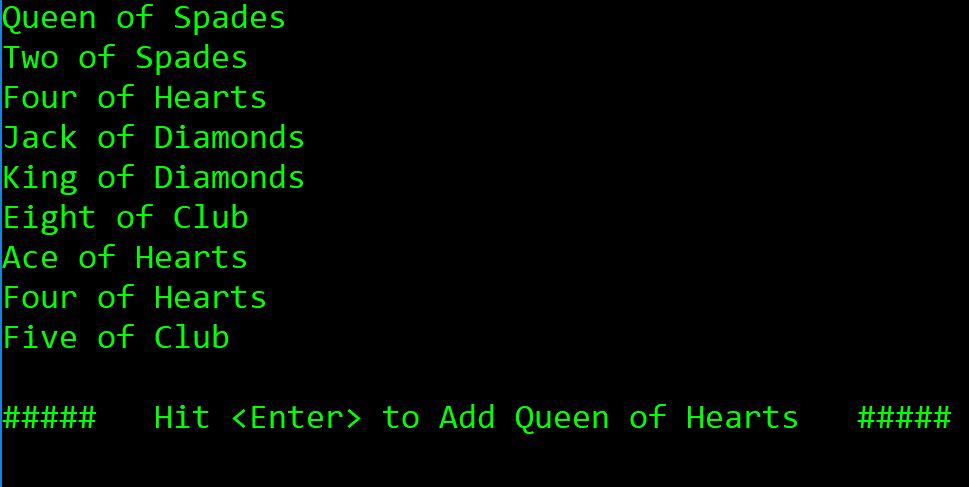 Queen of Spades
Two of Spades
Four of Hearts
Jack of Diamonds
King of Diamonds
Eight of Club
Ace of Hearts
Four of Hearts
Five of Club
##### Hit <Enter> to Add Queen of Hearts #####